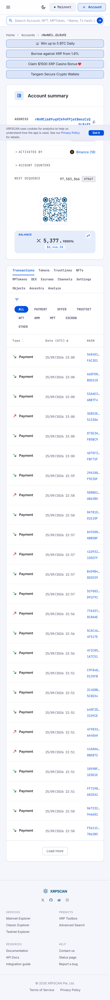 Mainnet
Account
Search Account, NFT, MPToken, ~Name, Tx hash, L
Home > Accounts > rNnMCi...GLRzfS
🎰 Win up to 5 BTC Daily
Borrow against XRP from 1.9%
Claim $1500 XRP Casino Bonus❤️
Tangem Secure Crypto Wallets
Account summary
ADDRESS
rNnMCi68fuqVCk9nFPjat8mnzCzQ
GLRzfS
XRPSCAN uses cookies for analytics to help us
understand how the app is used. See our Privacy Policy
for details.
Got it
ACTIVATED BY
Binance (18)
ACCOUNT COUNTERS
NEXT SEQUENCE
97,583,866 #7067
BALANCE
5,377.980096
$8,446.38
Transactions Tokens Trustlines NFTs
MPTokens DEX Escrows Channels Settings
Objects Ancestry Analyze
ALL PAYMENT OFFER TRUSTSET
NFT AMM MPT ESCROW
OTHER
Type Date (UTC) HASH
Payment 25/09/2026 23:00 5684D1…
FAC3D1
Payment 25/09/2026 23:00 66DFD8…
BDD210
Payment 25/09/2026 23:00 53AAE3…
6BB7F4
Payment 25/09/2026 23:00 3D852E…
513386
Payment 25/09/2026 23:00 873E3A…
FB5BC9
Payment 25/09/2026 23:00 4D75F3…
FBF72F
Payment 25/09/2026 22:59 29A188…
F9E3DF
Payment 25/09/2026 22:58 588BD1…
6B62BA
Payment 25/09/2026 22:58 8A781D…
01E10F
Payment 25/09/2026 22:57 849200…
ABB5BF
Payment 25/09/2026 22:57 41D932…
15EEFF
Payment 25/09/2026 22:57 B4D9B4…
DEEE59
Payment 25/09/2026 22:57 5CF803…
D91F91
Payment 25/09/2026 22:56 77A357…
0C8AAE
Payment 25/09/2026 22:56 5CAC46…
4F517E
Payment 25/09/2026 22:56 4F2C85…
1A7C51
Payment 25/09/2026 22:51 C9F848…
D125FB
Payment 25/09/2026 22:51 2C4EBB…
5C8D34
Payment 25/09/2026 22:51 640F2D…
3159CE
Payment 25/09/2026 22:51 4F9833…
664D6A
Payment 25/09/2026 22:51 41A0AA…
8BEB72
Payment 25/09/2026 22:51 1059BF…
1EDD1E
Payment 25/09/2026 22:51 FF7298…
A82EA2
Payment 25/09/2026 22:50 067232…
946601
Payment 25/09/2026 22:50 F5611C…
7862B5
Load more
XRPSCAN
SERVICES
Mainnet Explorer
Classic Explorer
Testnet Explorer
PRODUCTS
XRP Toolbox
Advanced Search
RESOURCES
Documentation
API Docs
Integration guide
HELP
Contact us
Status page
Report a bug
© 2026 XRPSCAN Pte. Ltd.
Terms of Service Privacy Policy